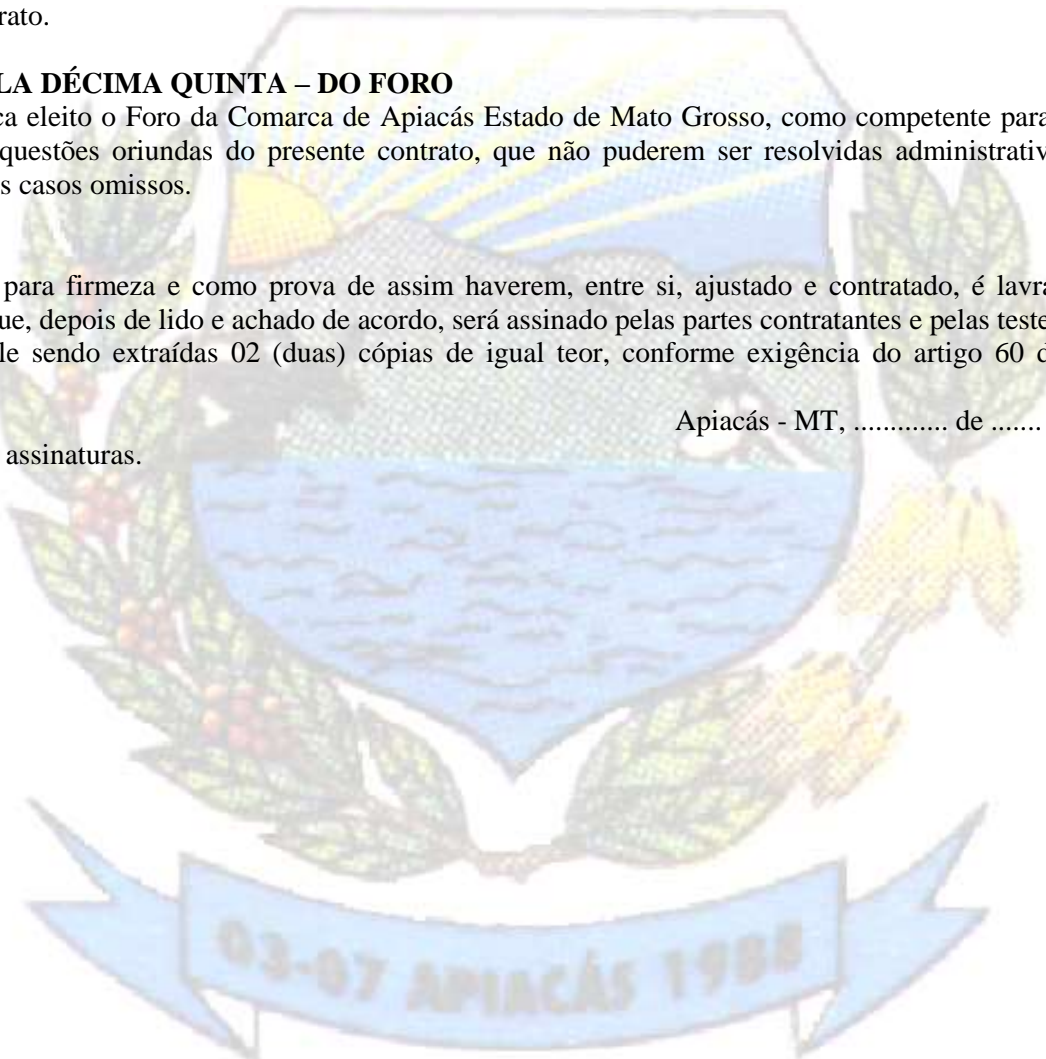 rato.
LA DÉCIMA QUINTA – DO FORO
ca eleito o Foro da Comarca de Apiacás Estado de Mato Grosso, como competente para
questões oriundas do presente contrato, que não puderem ser resolvidas administrativ
s casos omissos.
para firmeza e como prova de assim haverem, entre si, ajustado e contratado, é lavra
ue, depois de lido e achado de acordo, será assinado pelas partes contratantes e pelas teste
le sendo extraídas 02 (duas) cópias de igual teor, conforme exigência do artigo 60 d
Apiacás - MT, ............. de .......
assinaturas.
03-07 APIACÁS 1988